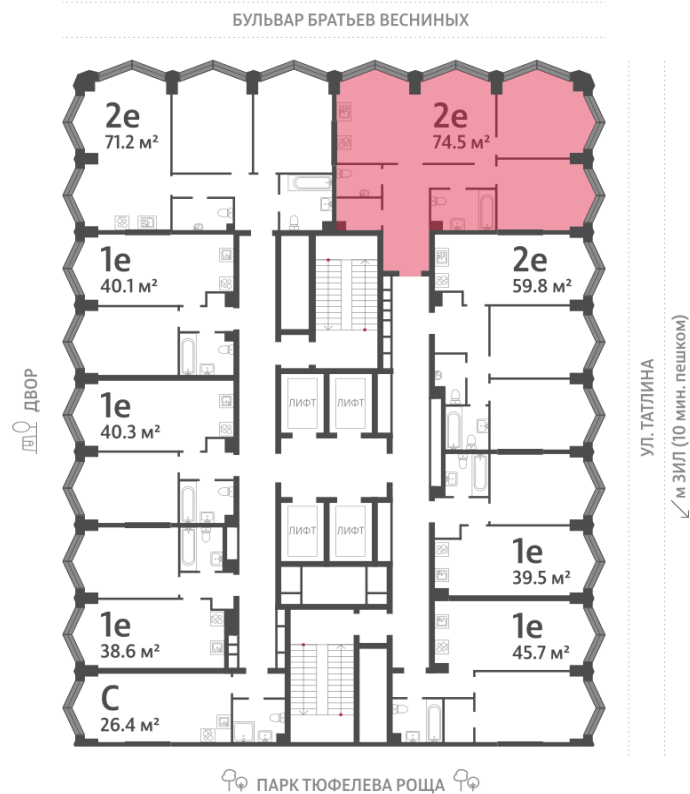 БУЛЬВАР БРАТЬЕВ ВЕСНИНЫХ
2е
71.2 м²
2е
74.5 м²
1е
40.1 м²
2е
59.8 м²
1е
40.3 м²
ЛИФТ
ЛИФТ
ДВОР
УЛ. ТАТЛИНА
м ЗИЛ (10 мин. пешком)
ЛИФТ
ЛИФТ
1е
39.5 м²
1е
38.6 м²
1е
45.7 м²
С
26.4 м²
ПАРК ТЮФЕЛЕВА РОЩА